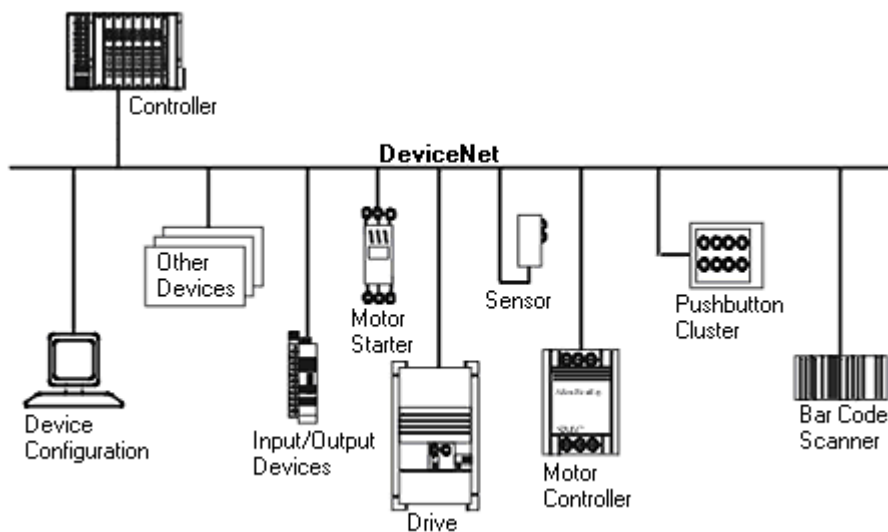 Controller
DeviceNet
Other
Devices
Sensor
Pushbutton
Cluster
Motor
Starter
Device
Configuration
Input/Output
Devices
Bar Code
Scanner
Motor
Controller
Drive